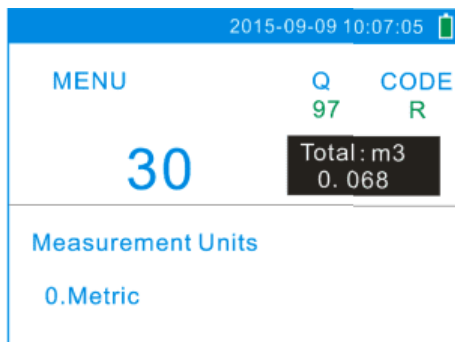 2015-09-09 10:07:05
MENU Q CODE
97 R
30 Total:m3
0. 068
Measurement Units
0.Metric